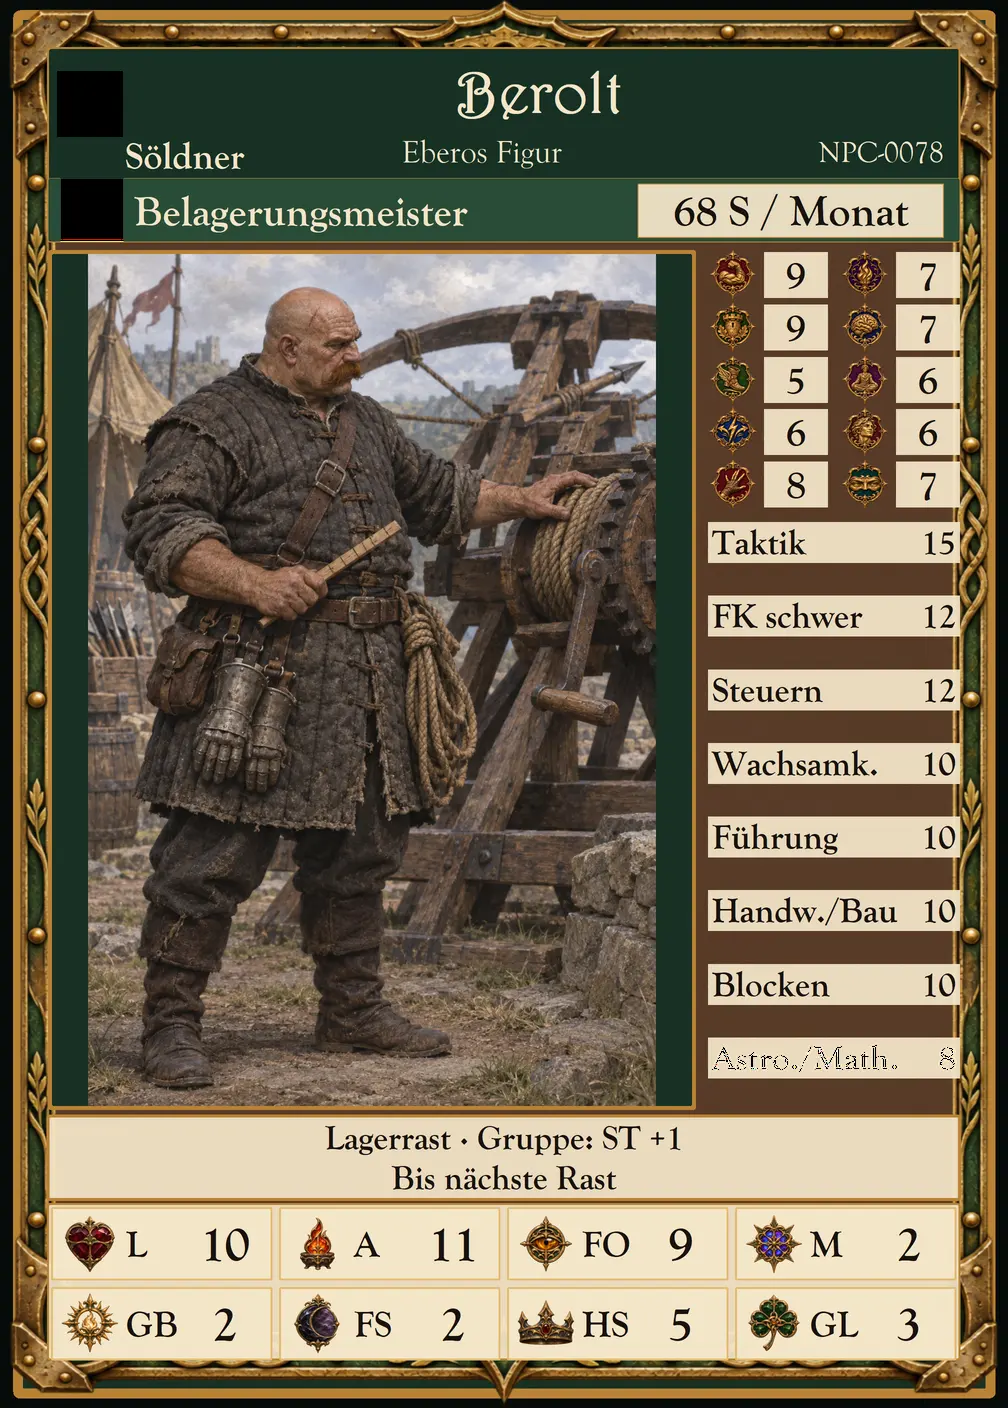 Berolt
Söldner
Eberos Figur
NPC-0078
Belagerungsmeister
68 S / Monat
9 7
9 7
5 6
6 6
8 7
Taktik 15
FK schwer 12
Steuern 12
Wachsamk. 10
Führung 10
Handw./Bau 10
Blocken 10
Astro./Math. 8
Lagerrast · Gruppe: ST +1
Bis nächste Rast
L 10 A 11 FO 9 M 2
GB 2 FS 2 HS 5 GL 3